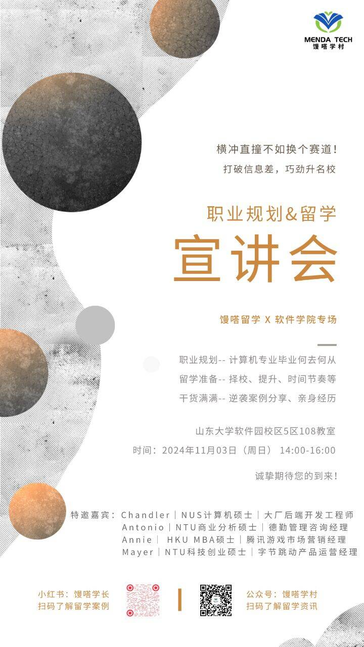 MENDA TECH
馒嗒学村
横冲直撞不如换个赛道！
打破信息差，巧劲升名校
职业规划&留学
宣讲会
馒嗒留学 X 软件学院专场
职业规划-- 计算机专业毕业何去何从
留学准备-- 择校、提升、时间节奏等
干货满满-- 逆袭案例分享、亲身经历
山东大学软件园校区5区108教室
时间：2024年11月03日（周日） 14:00-16:00
诚挚期待您的到来！
特邀嘉宾：Chandler｜NUS计算机硕士｜大厂后端开发工程师
Antonio｜NTU商业分析硕士｜德勤管理咨询经理
Annie｜ HKU MBA硕士｜腾讯游戏市场营销经理
Mayer｜NTU科技创业硕士｜字节跳动产品运营经理
小红书：馒嗒学长
扫码了解留学案例
公众号：馒嗒学村
扫码了解留学资讯